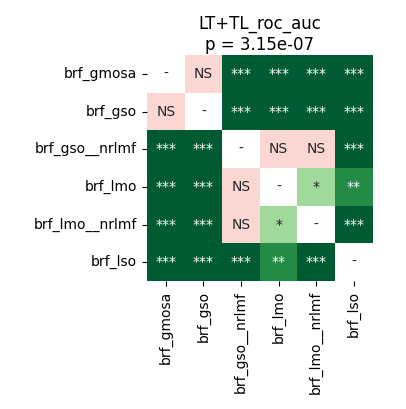 LT+TL_roc_auc
p = 3.15e-07
brf_gmosa - NS *** *** *** ***
brf_gso NS - *** *** *** ***
brf_gso__nrlmf *** *** - NS NS ***
brf_lmo *** *** NS - * **
brf_lmo__nrlmf *** *** NS * - ***
brf_lso *** *** *** ** *** -
brf_gmosa
brf_gso
brf_gso__nrlmf
brf_lmo
brf_lmo__nrlmf
brf_lso